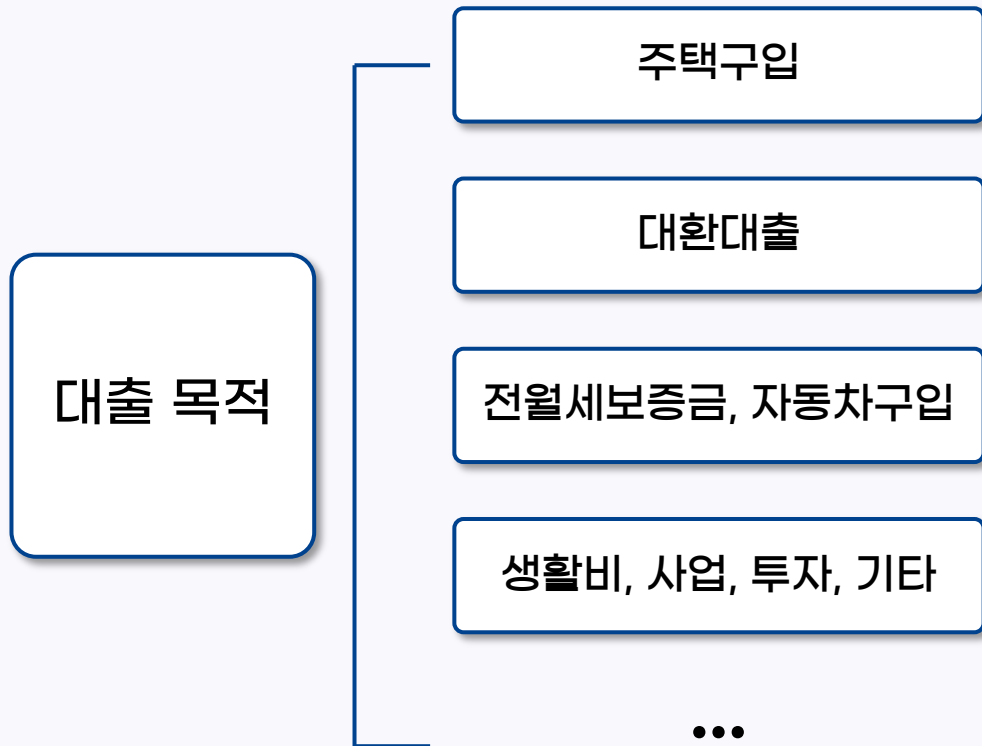 주택구입
대환대출
대출 목적
전월세보증금, 자동차구입
생활비, 사업, 투자, 기타
...